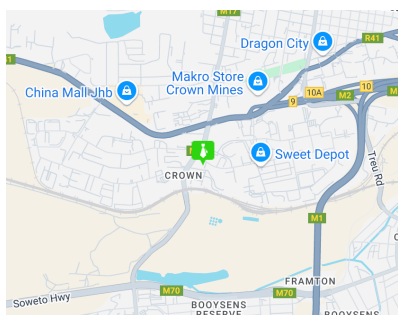 M17
Dragon City
R41
Makro Store
Crown Mines
41
China Mall Jhb
10A
10
9
M2
Sweet Depot
Treu Rd
CROWN
M1
M70
M70
FRAMTON
Soweto Hwy
BOOYSENS
RESERVE
BOOYSENS